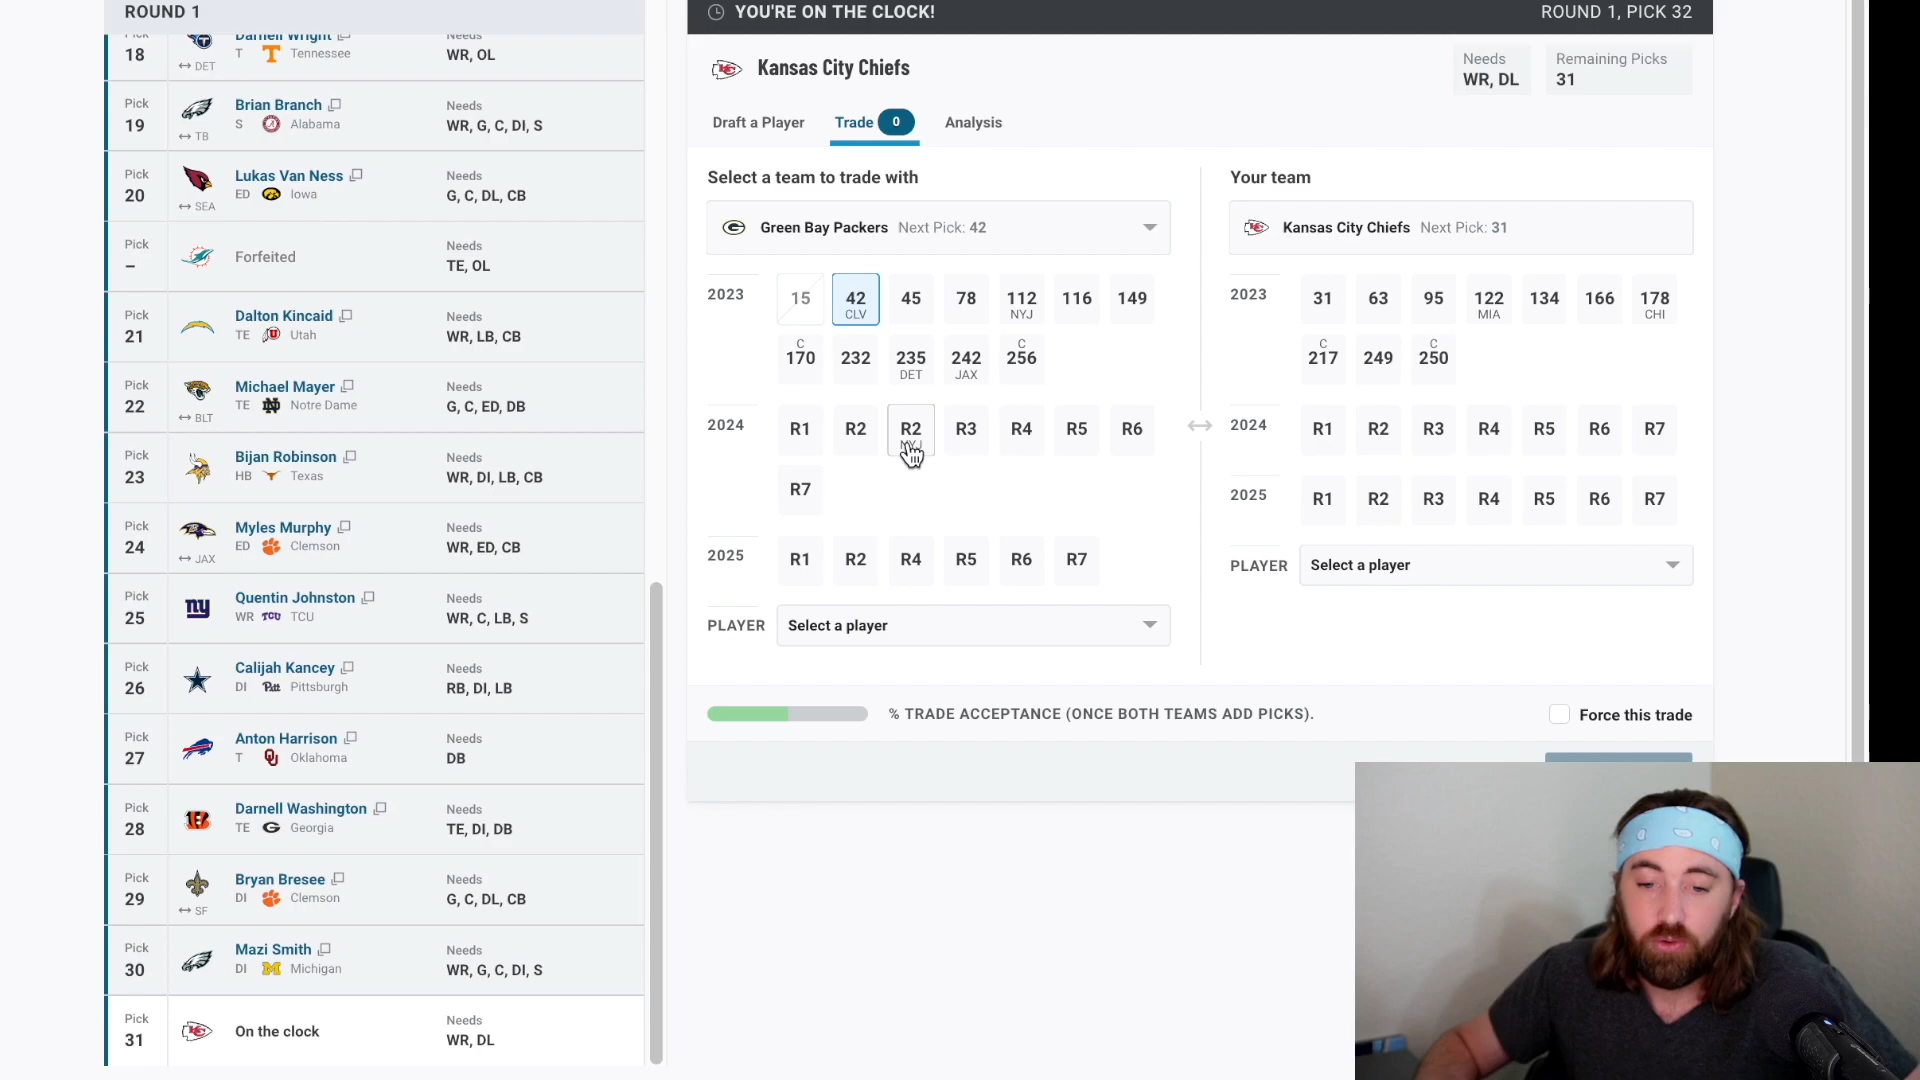 ROUND 1
Pick
18
DET
Darnell Wright
T Tennessee
Needs
WR, OL
Pick
19
TB
Brian Branch
S Alabama
Needs
WR, G, C, DI, S
Pick
20
SEA
Lukas Van Ness
ED Iowa
Needs
G, C, DL, CB
Pick
–
Forfeited
Needs
TE, OL
Pick
21
Dalton Kincaid
TE Utah
Needs
WR, LB, CB
Pick
22
BLT
Michael Mayer
TE Notre Dame
Needs
G, C, ED, DB
Pick
23
Bijan Robinson
HB Texas
Needs
WR, DI, LB, CB
Pick
24
JAX
Myles Murphy
ED Clemson
Needs
WR, ED, CB
Pick
25
ny
Quentin Johnston
WR TCU TCU
Needs
WR, C, LB, S
Pick
26
Calijah Kancey
DI Pitt Pittsburgh
Needs
RB, DI, LB
Pick
27
Anton Harrison
T Oklahoma
Needs
DB
Pick
28
Darnell Washington
TE Georgia
Needs
TE, DI, DB
Pick
29
SF
Bryan Bresee
DI Clemson
Needs
G, C, DL, CB
Pick
30
Mazi Smith
DI Michigan
Needs
WR, G, C, DI, S
Pick
31
On the clock
Needs
WR, DL
YOU'RE ON THE CLOCK!
ROUND 1, PICK 32
Kansas City Chiefs
Needs
WR, DL
Remaining Picks
31
Draft a Player Trade 0 Analysis
Select a team to trade with
Green Bay Packers Next Pick: 42
2023 15 42 CLV 45 78 112 NYJ 116 149
C 170 232 235 DET 242 JAX C 256
2024 R1 R2 R2 NYJ R3 R4 R5 R6
R7
2025 R1 R2 R4 R5 R6 R7
PLAYER Select a player
Your team
Kansas City Chiefs Next Pick: 31
2023 31 63 95 122 MIA 134 166 178 CHI
C 217 249 C 250
2024 R1 R2 R3 R4 R5 R6 R7
2025 R1 R2 R3 R4 R5 R6 R7
PLAYER Select a player
% TRADE ACCEPTANCE (ONCE BOTH TEAMS ADD PICKS).
Force this trade